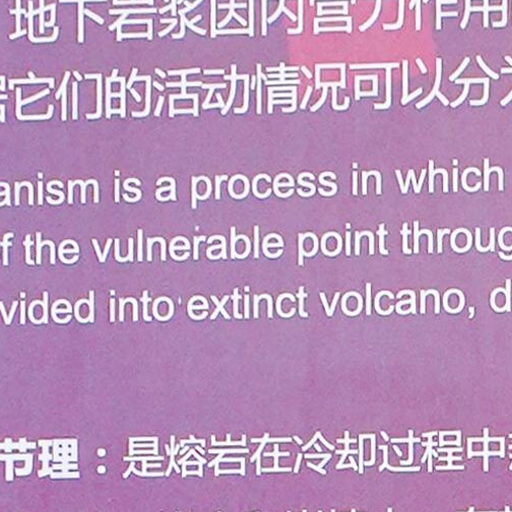 地下岩浆因内营力作用
它们的活动情况可以分
anism is a process in which
f the vulnerable point throug
vided into extinct volcano, d
节理：是熔岩在冷却过程中